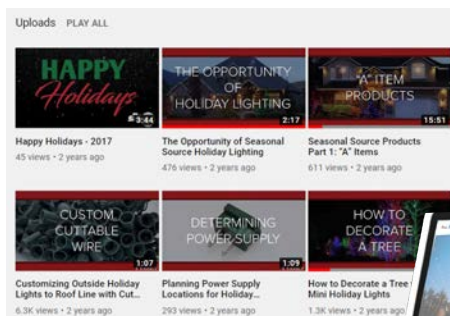 Uploads PLAY ALL
HAPPY
Holidays
3:44
THE OPPORTUNITY
OF
HOLIDAY LIGHTING
2:17
"A" ITEM
PRODUCTS
15:51
Happy Holidays - 2017
45 views • 2 years ago
The Opportunity of Seasonal
Source Holiday Lighting
476 views • 2 years ago
Seasonal Source Products
Part 1: "A" Items
611 views • 2 years ago
CUSTOM
CUTTABLE
WIRE
1:07
DETERMINING
POWER SUPPLY
1:09
HOW TO
DECORATE
A TREE
Customizing Outside Holiday
Lights to Roof Line with Cut...
6.3K views • 2 years ago
Planning Power Supply
Locations for Holiday...
293 views • 2 years ago
How to Decorate a Tree
Mini Holiday Lights
1.3K views • 2 years ago